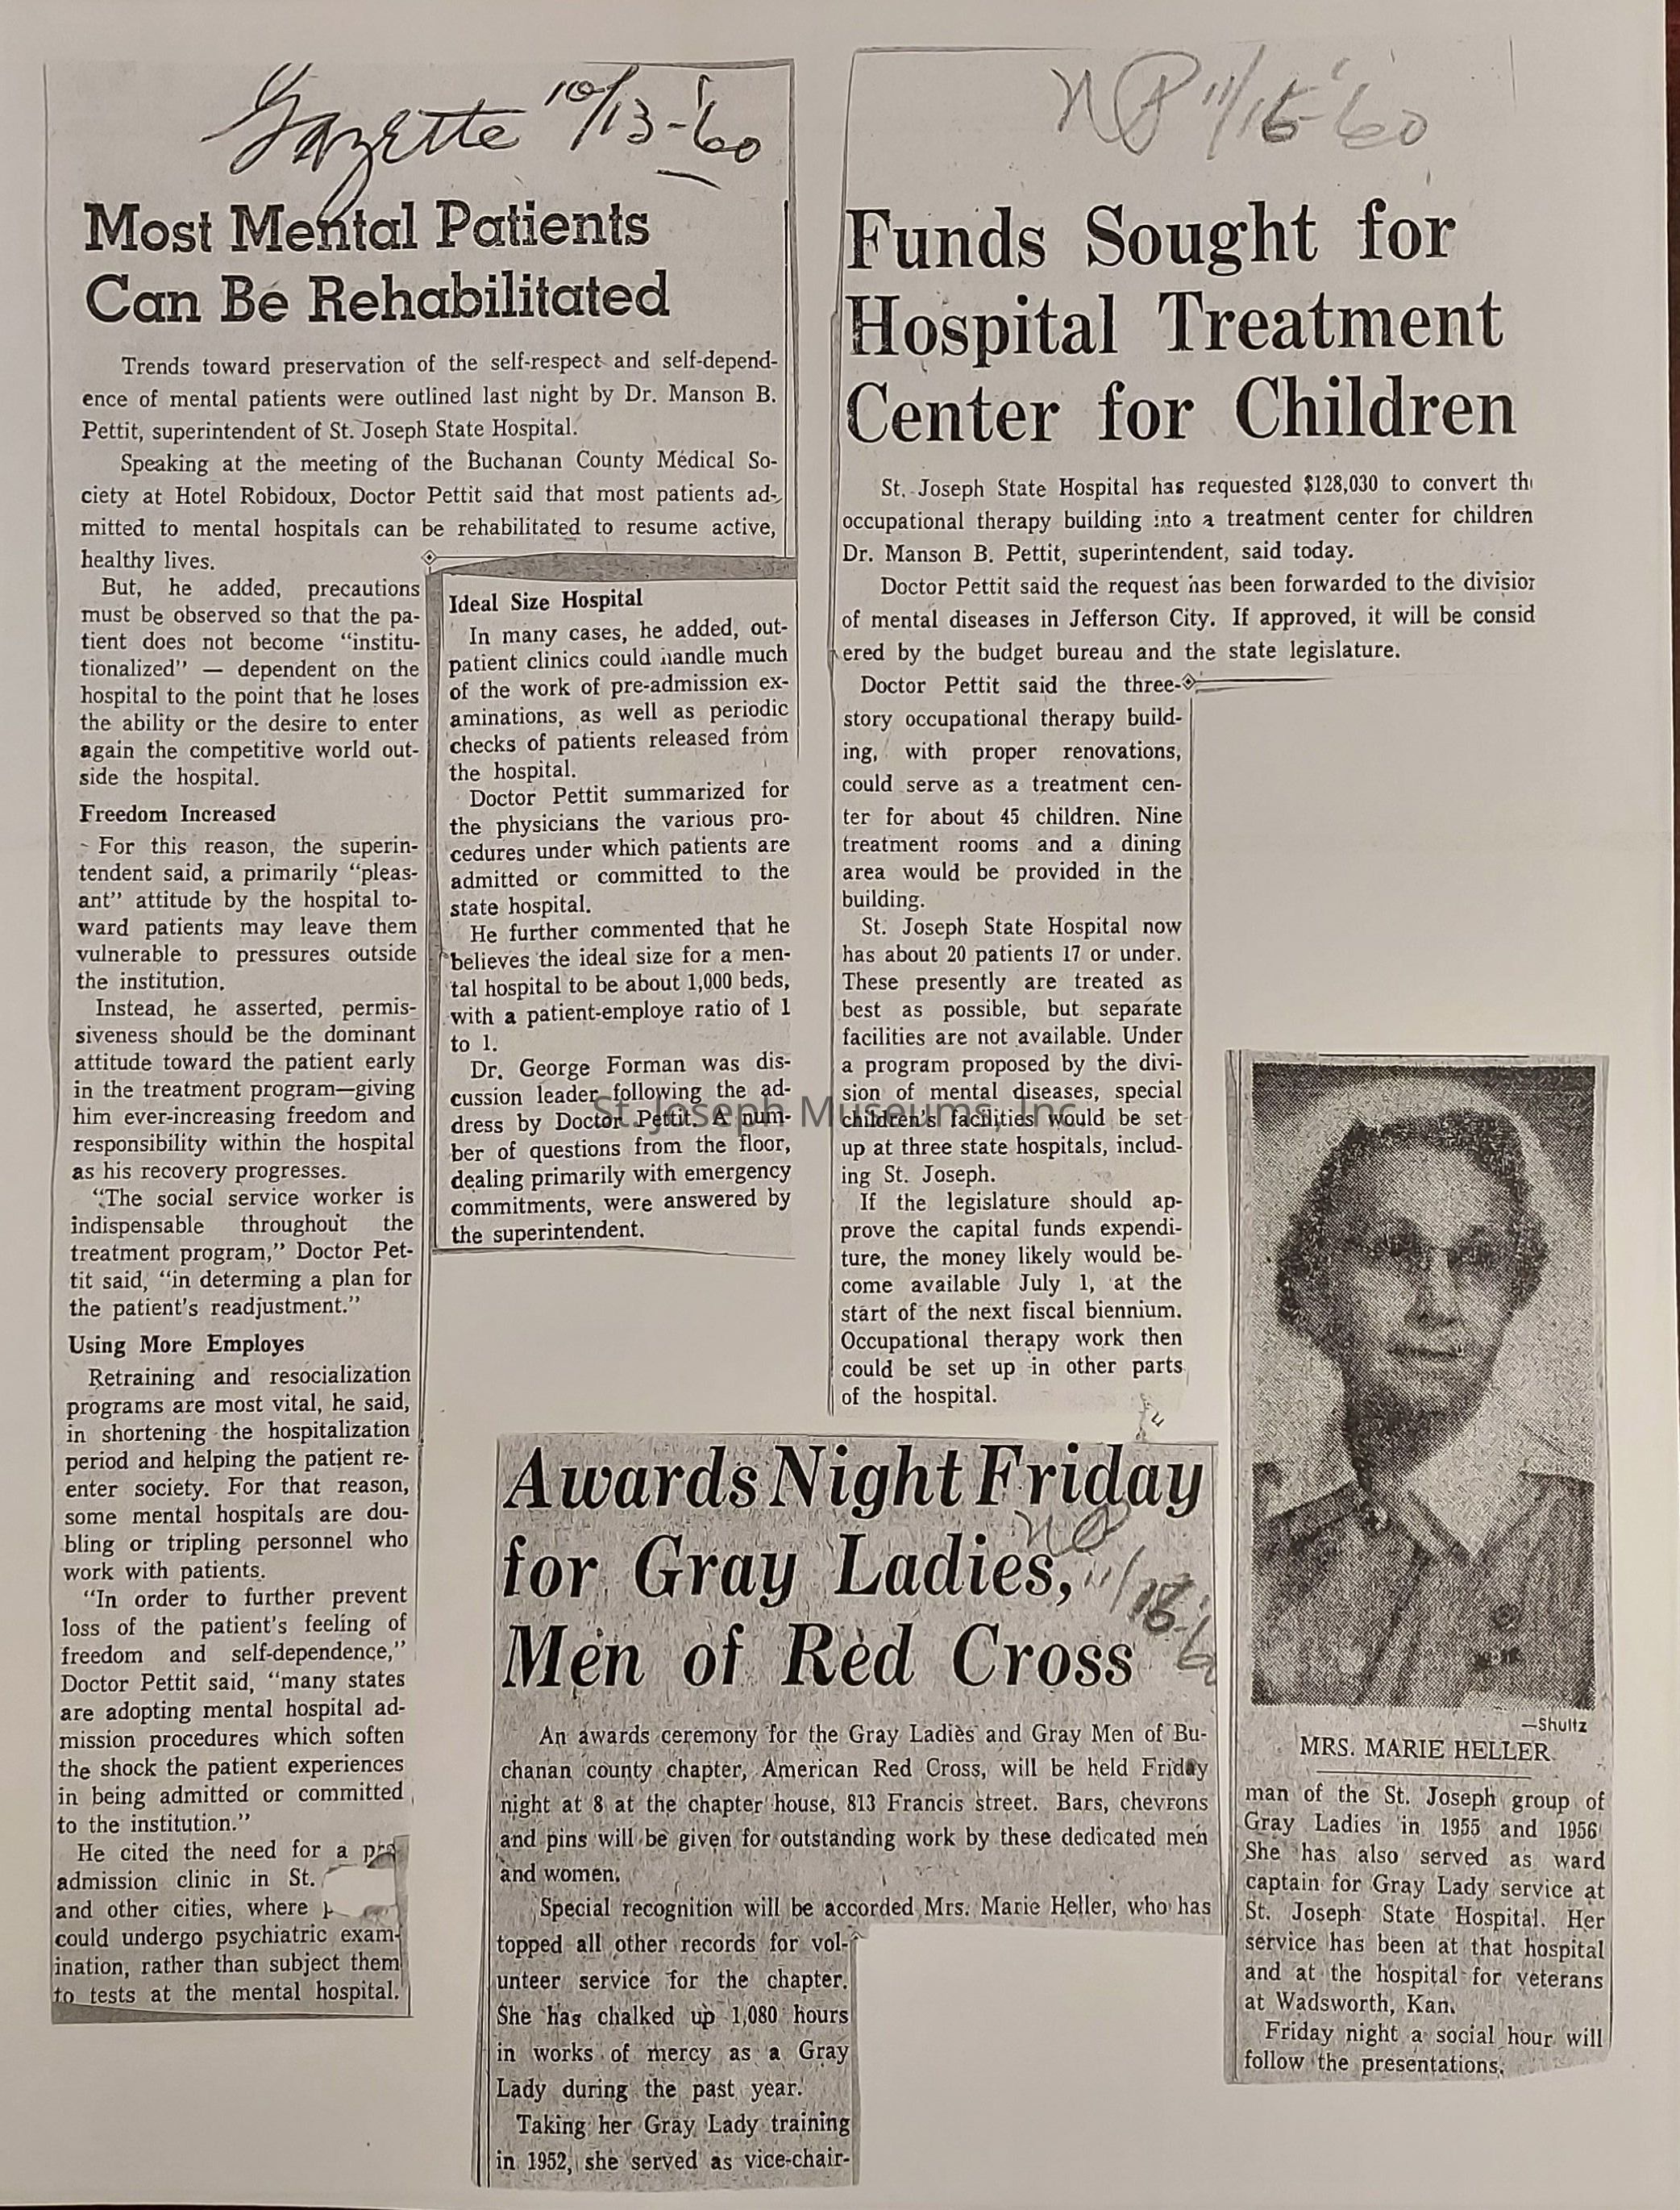 Gazette 10/13-'60
Most Mental Patients
Can Be Rehabilitated
Trends toward preservation of the self-respect and self-depend-
ence of mental patients were outlined last night by Dr. Manson B.
Pettit, superintendent of St. Joseph State Hospital.
Speaking at the meeting of the Buchanan County Medical So-
ciety at Hotel Robidoux, Doctor Pettit said that most patients ad-
mitted to mental hospitals can be rehabilitated to resume active,
healthy lives.
But, he added, precautions
must be observed so that the pa-
tient does not become “institu-
tionalized” — dependent on the
hospital to the point that he loses
the ability or the desire to enter
again the competitive world out-
side the hospital.
Freedom Increased
For this reason, the superin-
tendent said, a primarily “pleas-
ant” attitude by the hospital to-
ward patients may leave them
vulnerable to pressures outside
the institution.
Instead, he asserted, permis-
siveness should be the dominant
attitude toward the patient early
in the treatment program—giving
him ever-increasing freedom and
responsibility within the hospital
as his recovery progresses.
“The social service worker is
indispensable throughout the
treatment program,” Doctor Pet-
tit said, “in determing a plan for
the patient's readjustment.”
Using More Employes
Retraining and resocialization
programs are most vital, he said,
in shortening the hospitalization
period and helping the patient re-
enter society. For that reason,
some mental hospitals are dou-
bling or tripling personnel who
work with patients.
“In order to further prevent
loss of the patient's feeling of
freedom and self-dependence,”
Doctor Pettit said, “many states
are adopting mental hospital ad-
mission procedures which soften
the shock the patient experiences
in being admitted or committed
to the institution.”
He cited the need for a
admission clinic in St.
and other cities, where
could undergo psychiatric exam-
ination, rather than subject them
to tests at the mental hospital.
Ideal Size Hospital
In many cases, he added, out-
patient clinics could handle much
of the work of pre-admission ex-
aminations, as well as periodic
checks of patients released from
the hospital.
Doctor Pettit summarized for
the physicians the various pro-
cedures under which patients are
admitted or committed to the
state hospital.
He further commented that he
believes the ideal size for a men-
tal hospital to be about 1,000 beds,
with a patient-employe ratio of 1
to 1.
Dr. George Forman was dis-
cussion leader following the ad-
dress by Doctor Pettit. A num-
ber of questions from the floor,
dealing primarily with emergency
commitments, were answered by
the superintendent.
NP 11/15-'60
Funds Sought for
Hospital Treatment
Center for Children
St. Joseph State Hospital has requested $128,030 to convert th
occupational therapy building into a treatment center for children
Dr. Manson B. Pettit, superintendent, said today.
Doctor Pettit said the request has been forwarded to the division
of mental diseases in Jefferson City. If approved, it will be consid
ered by the budget bureau and the state legislature.
Doctor Pettit said the three-
story occupational therapy build-
ing, with proper renovations,
could serve as a treatment cen-
ter for about 45 children. Nine
treatment rooms and a dining
area would be provided in the
building.
St. Joseph State Hospital now
has about 20 patients 17 or under.
These presently are treated as
best as possible, but separate
facilities are not available. Under
a program proposed by the divi-
sion of mental diseases, special
children's facilities would be set
up at three state hospitals, includ-
ing St. Joseph.
If the legislature should ap-
prove the capital funds expendi-
ture, the money likely would be-
come available July 1, at the
start of the next fiscal biennium.
Occupational therapy work then
could be set up in other parts
of the hospital.
St. Joseph Museums, Inc.
Awards Night Friday
for Gray Ladies,
Men of Red Cross
NP 11/18-'6
An awards ceremony for the Gray Ladies and Gray Men of Bu-
chanan county chapter, American Red Cross, will be held Friday
night at 8 at the chapter house, 813 Francis street. Bars, chevrons
and pins will be given for outstanding work by these dedicated men
and women.
Special recognition will be accorded Mrs. Marie Heller, who has
topped all other records for vol-
unteer service for the chapter.
She has chalked up 1,080 hours
in works of mercy as a Gray
Lady during the past year.
Taking her Gray Lady training
in 1952, she served as vice-chair-
—Shultz
MRS. MARIE HELLER
man of the St. Joseph group of
Gray Ladies in 1955 and 1956
She has also served as ward
captain for Gray Lady service at
St. Joseph State Hospital. Her
service has been at that hospital
and at the hospital for veterans
at Wadsworth, Kan.
Friday night a social hour will
follow the presentations.